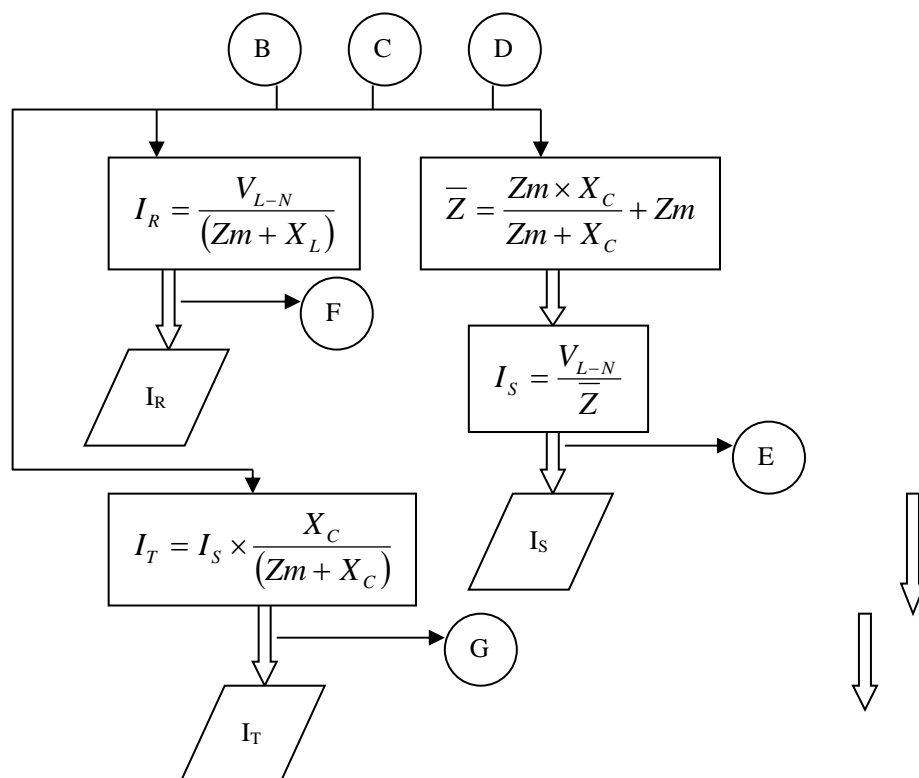 B
C
D
I_R = V_{L-N} / (Zm + X_L)
Z̅ = (Zm × X_C) / (Zm + X_C) + Zm
F
I_R
I_S = V_{L-N} / Z̅
E
I_T = I_S × X_C / (Zm + X_C)
I_S
G
I_T